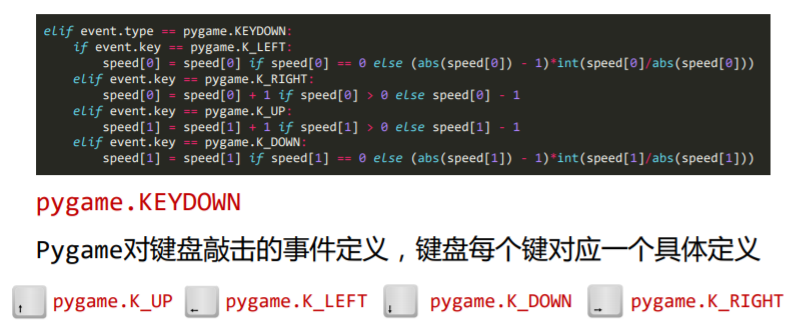 elif event.type == pygame.KEYDOWN:
    if event.key == pygame.K_LEFT:
        speed[0] = speed[0] if speed[0] == 0 else (abs(speed[0]) - 1)*int(speed[0]/abs(speed[0]))
    elif event.key == pygame.K_RIGHT:
        speed[0] = speed[0] + 1 if speed[0] > 0 else speed[0] - 1
    elif event.key == pygame.K_UP:
        speed[1] = speed[1] + 1 if speed[1] > 0 else speed[1] - 1
    elif event.key == pygame.K_DOWN:
        speed[1] = speed[1] if speed[1] == 0 else (abs(speed[1]) - 1)*int(speed[1]/abs(speed[1]))
pygame.KEYDOWN
Pygame对键盘敲击的事件定义，键盘每个键对应一个具体定义
↑ pygame.K_UP ← pygame.K_LEFT ↓ pygame.K_DOWN → pygame.K_RIGHT